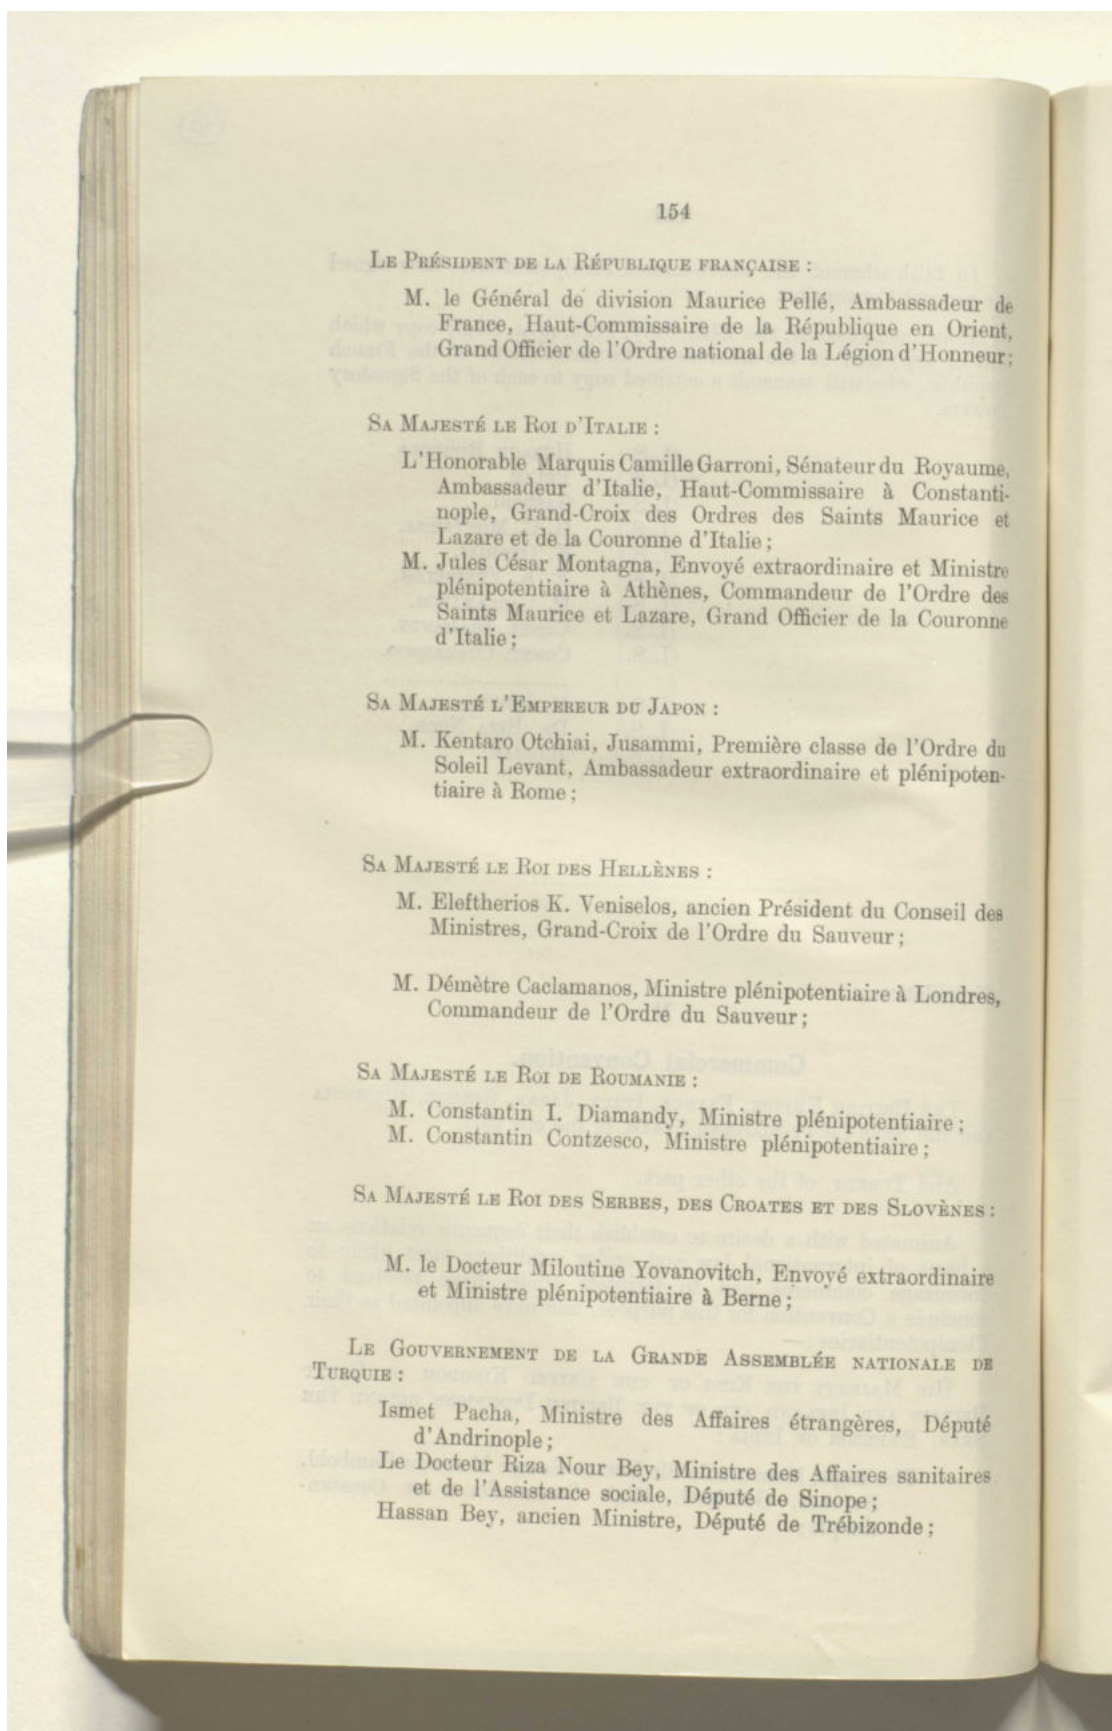 154
LE PRÉSIDENT DE LA RÉPUBLIQUE FRANÇAISE :
M. le Général de division Maurice Pellé, Ambassadeur de
France, Haut-Commissaire de la République en Orient,
Grand Officier de l'Ordre national de la Légion d'Honneur;
SA MAJESTÉ LE ROI D'ITALIE :
L'Honorable Marquis Camille Garroni, Sénateur du Royaume,
Ambassadeur d'Italie, Haut-Commissaire à Constanti-
nople, Grand-Croix des Ordres des Saints Maurice et
Lazare et de la Couronne d'Italie ;
M. Jules César Montagna, Envoyé extraordinaire et Ministre
plénipotentiaire à Athènes, Commandeur de l'Ordre des
Saints Maurice et Lazare, Grand Officier de la Couronne
d'Italie ;
SA MAJESTÉ L'EMPEREUR DU JAPON :
M. Kentaro Otchiai, Jusammi, Première classe de l'Ordre du
Soleil Levant, Ambassadeur extraordinaire et plénipoten-
tiaire à Rome ;
SA MAJESTÉ LE ROI DES HELLÈNES :
M. Eleftherios K. Veniselos, ancien Président du Conseil des
Ministres, Grand-Croix de l'Ordre du Sauveur ;
M. Démètre Caclamanos, Ministre plénipotentiaire à Londres,
Commandeur de l'Ordre du Sauveur ;
SA MAJESTÉ LE ROI DE ROUMANIE :
M. Constantin I. Diamandy, Ministre plénipotentiaire ;
M. Constantin Contzesco, Ministre plénipotentiaire ;
SA MAJESTÉ LE ROI DES SERBES, DES CROATES ET DES SLOVÈNES :
M. le Docteur Miloutine Yovanovitch, Envoyé extraordinaire
et Ministre plénipotentiaire à Berne ;
LE GOUVERNEMENT DE LA GRANDE ASSEMBLÉE NATIONALE DE
TURQUIE :
Ismet Pacha, Ministre des Affaires étrangères, Député
d'Andrinople ;
Le Docteur Riza Nour Bey, Ministre des Affaires sanitaires
et de l'Assistance sociale, Député de Sinope ;
Hassan Bey, ancien Ministre, Député de Trébizonde ;